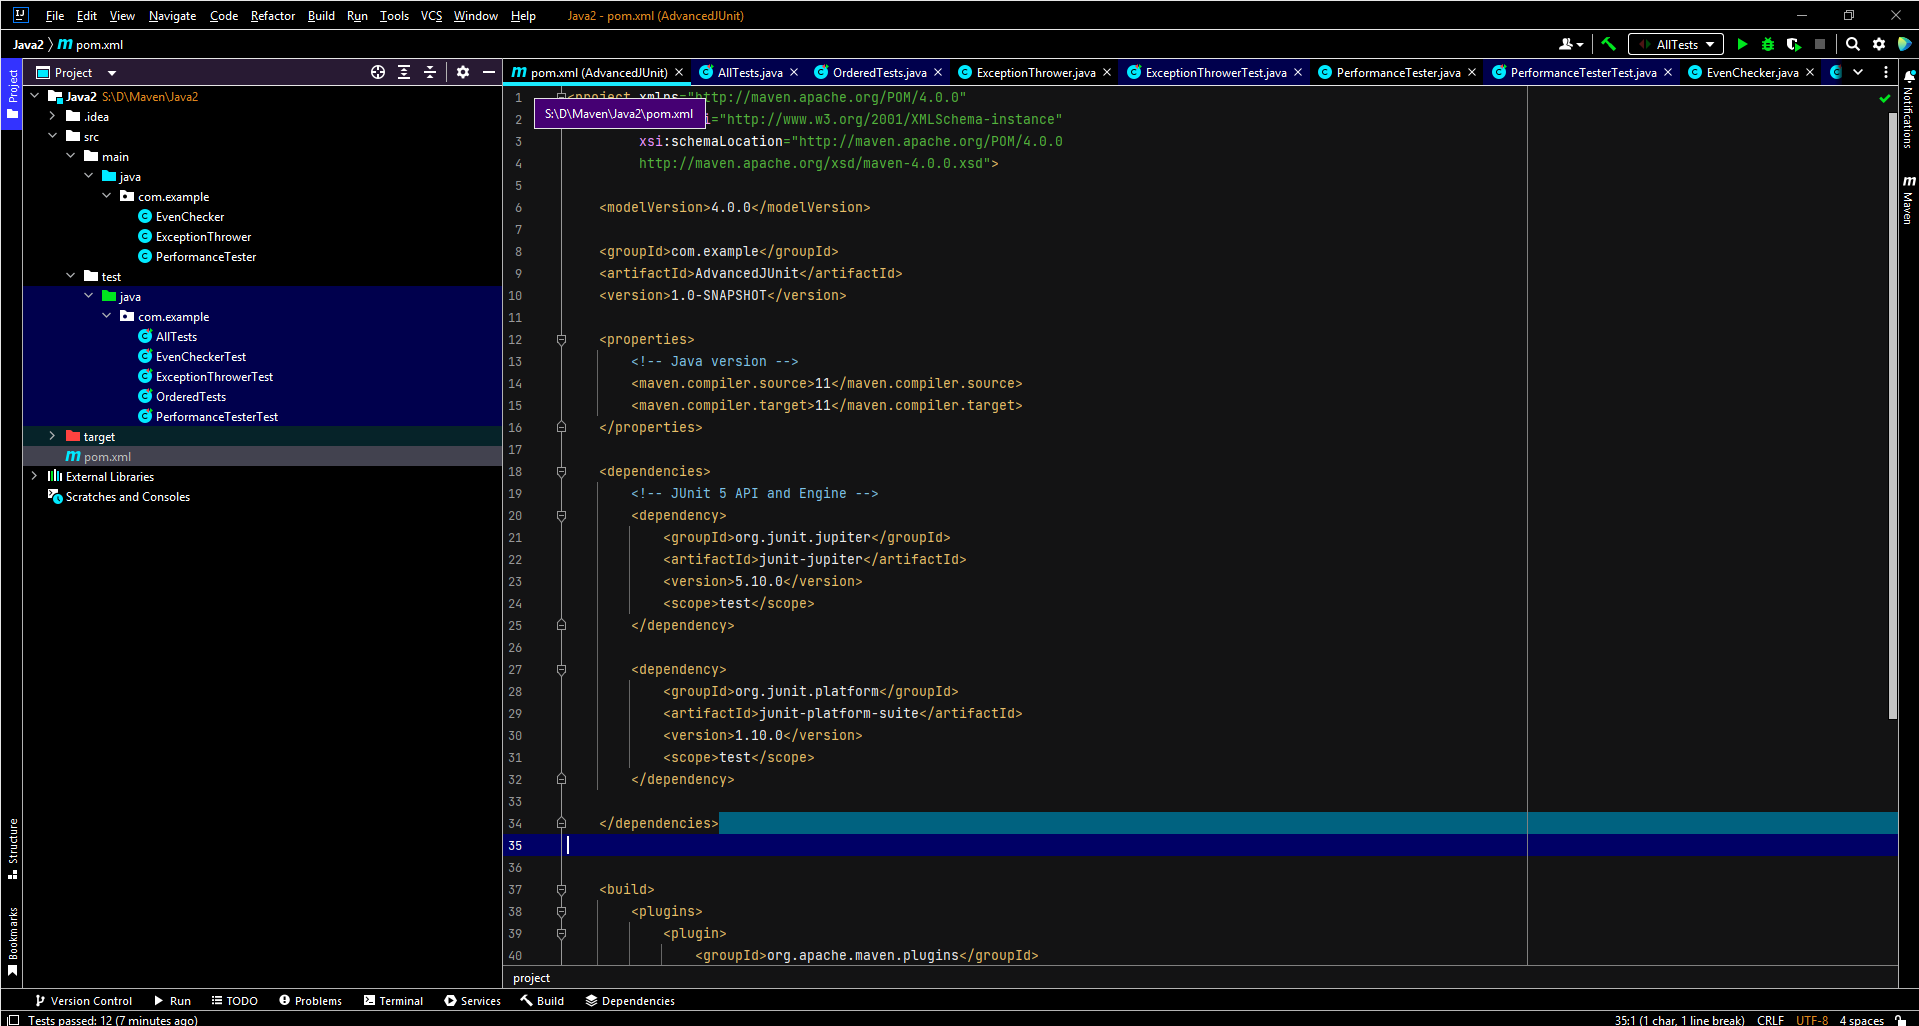 File Edit View Navigate Code Refactor Build Run Tools VCS Window Help Java2 - pom.xml (AdvancedJUnit)
Java2 pom.xml AllTests
Project
pom.xml (AdvancedJUnit) AllTests.java OrderedTests.java ExceptionThrower.java ExceptionThrowerTest.java PerformanceTester.java PerformanceTesterTest.java EvenChecker.java
Project
Structure
Bookmarks
Java2 S:\D\Maven\Java2
.idea
src
main
java
com.example
EvenChecker
ExceptionThrower
PerformanceTester
test
java
com.example
AllTests
EvenCheckerTest
ExceptionThrowerTest
OrderedTests
PerformanceTesterTest
target
pom.xml
External Libraries
Scratches and Consoles
S:\D\Maven\Java2\pom.xml
1 <project xmlns="http://maven.apache.org/POM/4.0.0"
2 i="http://www.w3.org/2001/XMLSchema-instance"
3 xsi:schemaLocation="http://maven.apache.org/POM/4.0.0
4 http://maven.apache.org/xsd/maven-4.0.0.xsd">
5
6 <modelVersion>4.0.0</modelVersion>
7
8 <groupId>com.example</groupId>
9 <artifactId>AdvancedJUnit</artifactId>
10 <version>1.0-SNAPSHOT</version>
11
12 <properties>
13 <!-- Java version -->
14 <maven.compiler.source>11</maven.compiler.source>
15 <maven.compiler.target>11</maven.compiler.target>
16 </properties>
17
18 <dependencies>
19 <!-- JUnit 5 API and Engine -->
20 <dependency>
21 <groupId>org.junit.jupiter</groupId>
22 <artifactId>junit-jupiter</artifactId>
23 <version>5.10.0</version>
24 <scope>test</scope>
25 </dependency>
26
27 <dependency>
28 <groupId>org.junit.platform</groupId>
29 <artifactId>junit-platform-suite</artifactId>
30 <version>1.10.0</version>
31 <scope>test</scope>
32 </dependency>
33
34 </dependencies>
35
36
37 <build>
38 <plugins>
39 <plugin>
40 <groupId>org.apache.maven.plugins</groupId>
project
Notifications
Maven
Version Control Run TODO Problems Terminal Services Build Dependencies
Tests passed: 12 (7 minutes ago) 35:1 (1 char, 1 line break) CRLF UTF-8 4 spaces